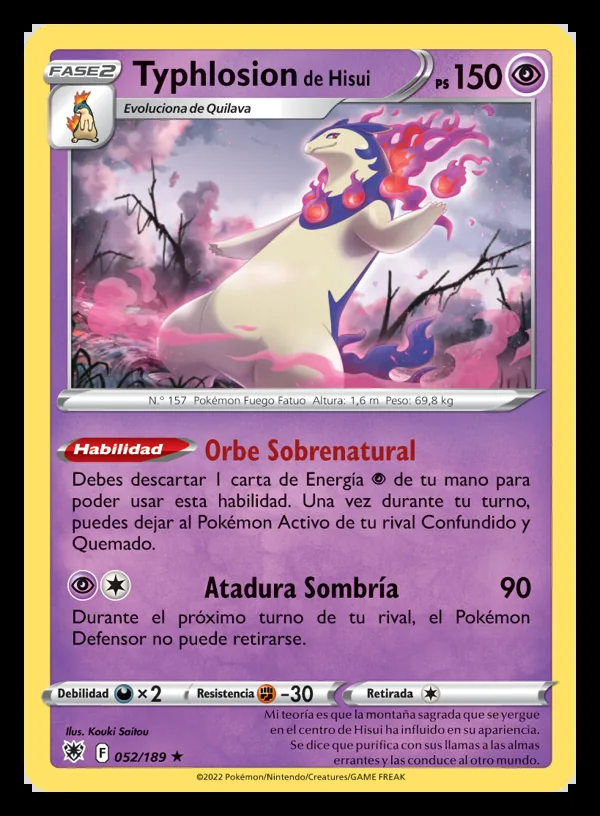 FASE2
Typhlosion de Hisui
PS 150
Evoluciona de Quilava
N.º 157 Pokémon Fuego Fatuo Altura: 1,6 m Peso: 69,8 kg
Habilidad Orbe Sobrenatural
Debes descartar 1 carta de Energía de tu mano para
poder usar esta habilidad. Una vez durante tu turno,
puedes dejar al Pokémon Activo de tu rival Confundido y
Quemado.
Atadura Sombría 90
Durante el próximo turno de tu rival, el Pokémon
Defensor no puede retirarse.
Debilidad ×2 Resistencia -30 Retirada
Mi teoría es que la montaña sagrada que se yergue
en el centro de Hisui ha influido en su apariencia.
Se dice que purifica con sus llamas a las almas
errantes y las conduce al otro mundo.
Ilus. Kouki Saitou
F 052/189 ★
©2022 Pokémon/Nintendo/Creatures/GAME FREAK